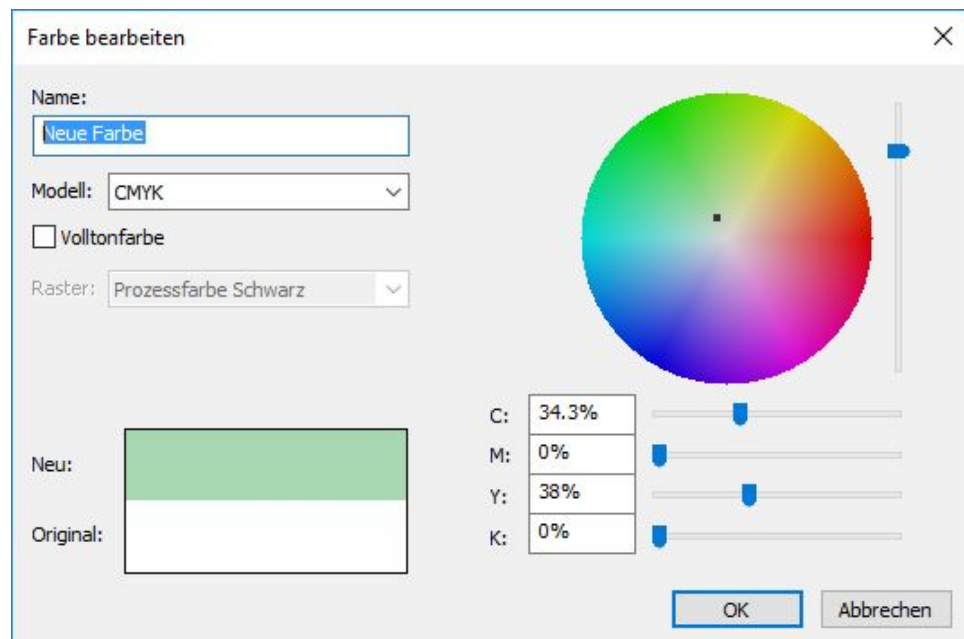 Farbe bearbeiten
Name:
Neue Farbe
Modell: CMYK
Volltonfarbe
Raster: Prozessfarbe Schwarz
Neu:
Original:
C: 34.3%
M: 0%
Y: 38%
K: 0%
OK Abbrechen